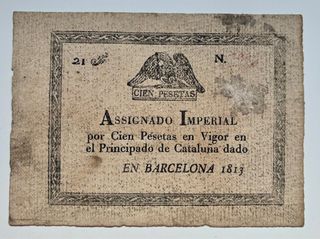 21
N.
CIEN PESETAS
ASSIGNADO IMPERIAL
por Cien Pesetas en Vigor en
el Principado de Cataluña dado
EN BARCELONA 1813